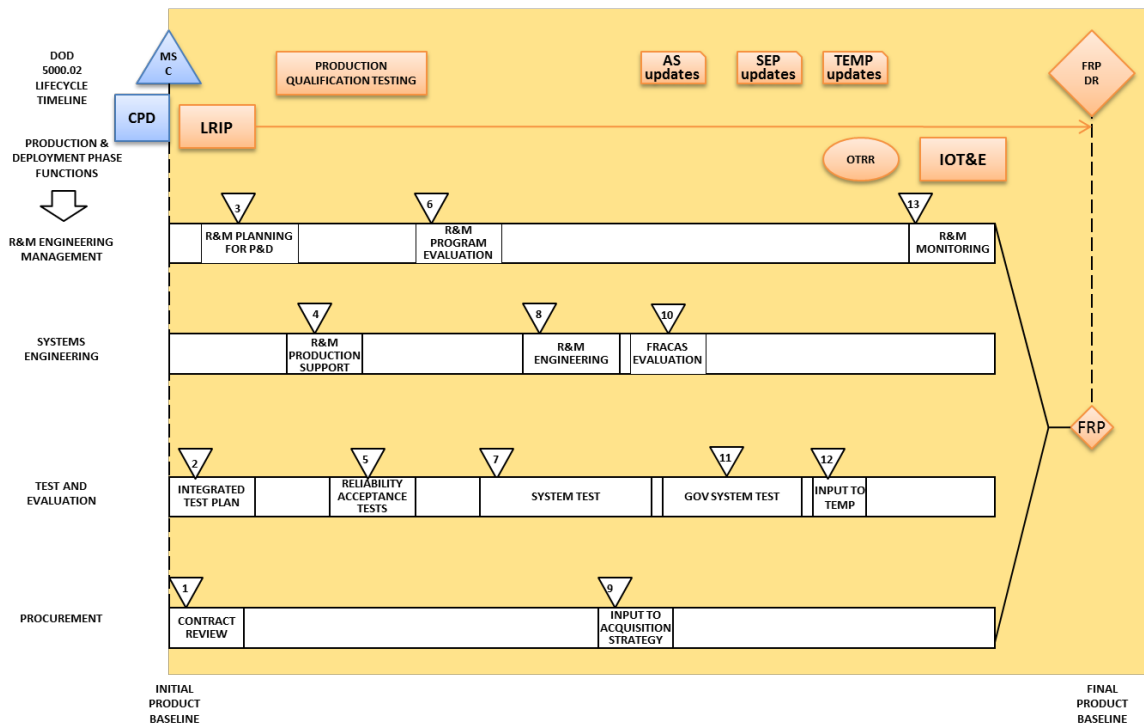 DOD
5000.02
LIFECYCLE
TIMELINE
MS
C
PRODUCTION
QUALIFICATION TESTING
AS
updates
SEP
updates
TEMP
updates
FRP
DR
CPD
LRIP
PRODUCTION &
DEPLOYMENT PHASE
FUNCTIONS
OTRR
IOT&E
3
6
13
R&M ENGINEERING
MANAGEMENT
R&M PLANNING
FOR P&D
R&M
PROGRAM
EVALUATION
R&M
MONITORING
4
8
10
SYSTEMS
ENGINEERING
R&M
PRODUCTION
SUPPORT
R&M
ENGINEERING
FRACAS
EVALUATION
FRP
2
5
7
11
12
TEST AND
EVALUATION
INTEGRATED
TEST PLAN
RELIABILITY
ACCEPTANCE
TESTS
SYSTEM TEST
GOV SYSTEM TEST
INPUT TO
TEMP
1
9
PROCUREMENT
CONTRACT
REVIEW
INPUT TO
ACQUISITION
STRATEGY
INITIAL
PRODUCT
BASELINE
FINAL
PRODUCT
BASELINE